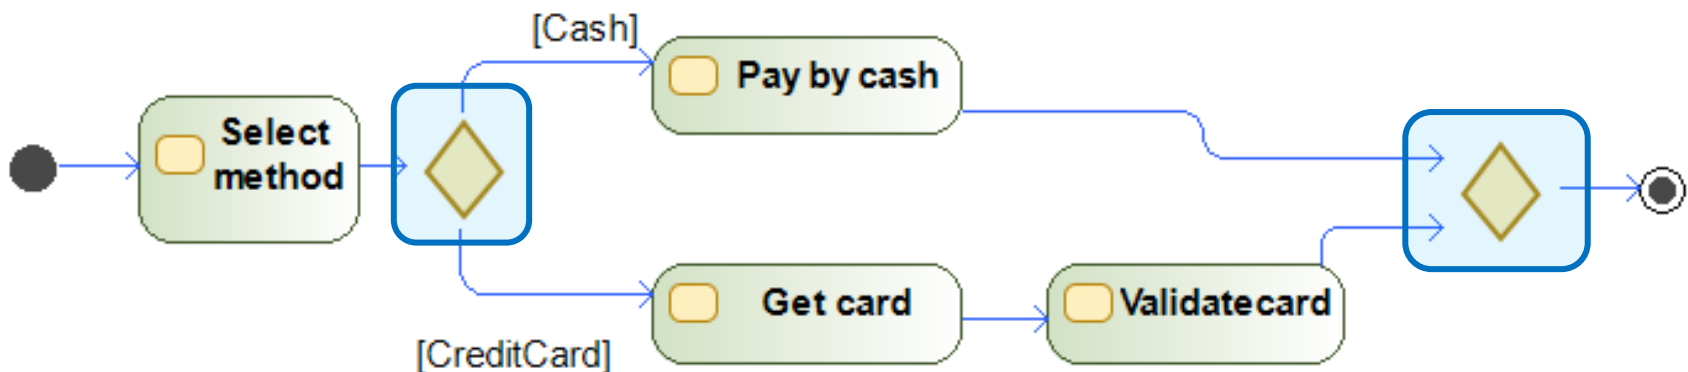 [Cash]
Pay by cash
Select
method
Get card
Validatecard
[CreditCard]